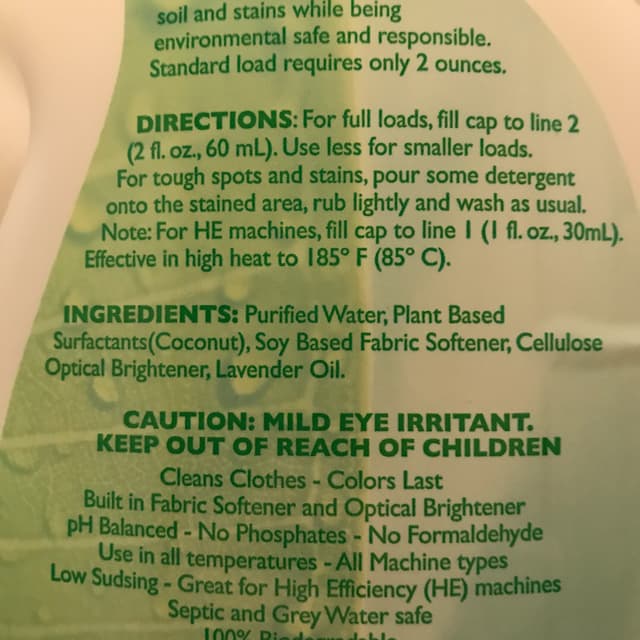 soil and stains while being
environmental safe and responsible.
Standard load requires only 2 ounces.
DIRECTIONS: For full loads, fill cap to line 2
(2 fl. oz., 60 mL). Use less for smaller loads.
For tough spots and stains, pour some detergent
onto the stained area, rub lightly and wash as usual.
Note: For HE machines, fill cap to line 1 (1 fl. oz., 30mL).
Effective in high heat to 185° F (85° C).
INGREDIENTS: Purified Water, Plant Based
Surfactants(Coconut), Soy Based Fabric Softener, Cellulose
Optical Brightener, Lavender Oil.
CAUTION: MILD EYE IRRITANT.
KEEP OUT OF REACH OF CHILDREN
Cleans Clothes - Colors Last
Built in Fabric Softener and Optical Brightener
pH Balanced - No Phosphates - No Formaldehyde
Use in all temperatures - All Machine types
Low Sudsing - Great for High Efficiency (HE) machines
Septic and Grey Water safe
100% Biodegradable